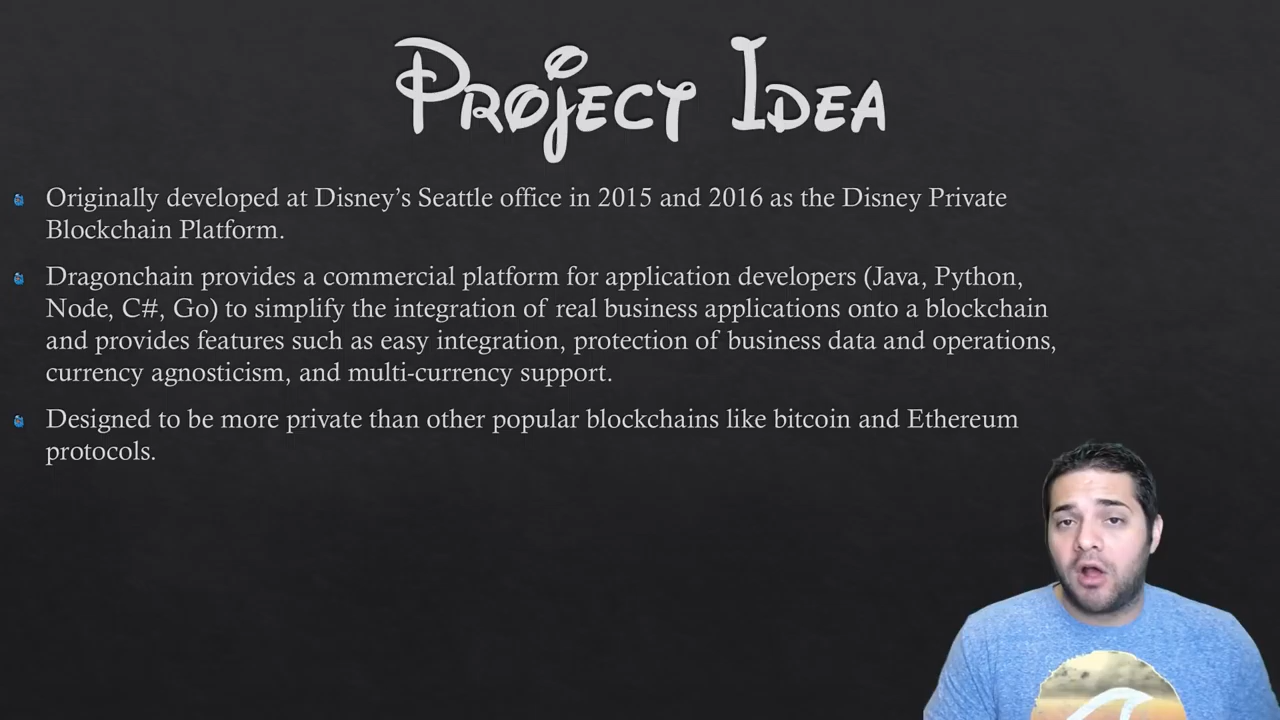 Project Idea
Originally developed at Disney’s Seattle office in 2015 and 2016 as the Disney Private
Blockchain Platform.
Dragonchain provides a commercial platform for application developers (Java, Python,
Node, C#, Go) to simplify the integration of real business applications onto a blockchain
and provides features such as easy integration, protection of business data and operations,
currency agnosticism, and multi-currency support.
Designed to be more private than other popular blockchains like bitcoin and Ethereum
protocols.